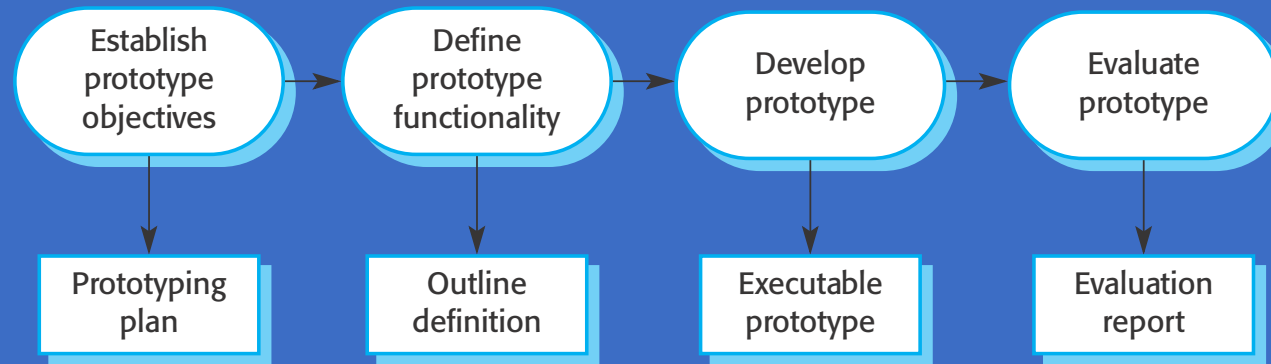 Establish
prototype
objectives
Define
prototype
functionality
Develop
prototype
Evaluate
prototype
Prototyping
plan
Outline
definition
Executable
prototype
Evaluation
report